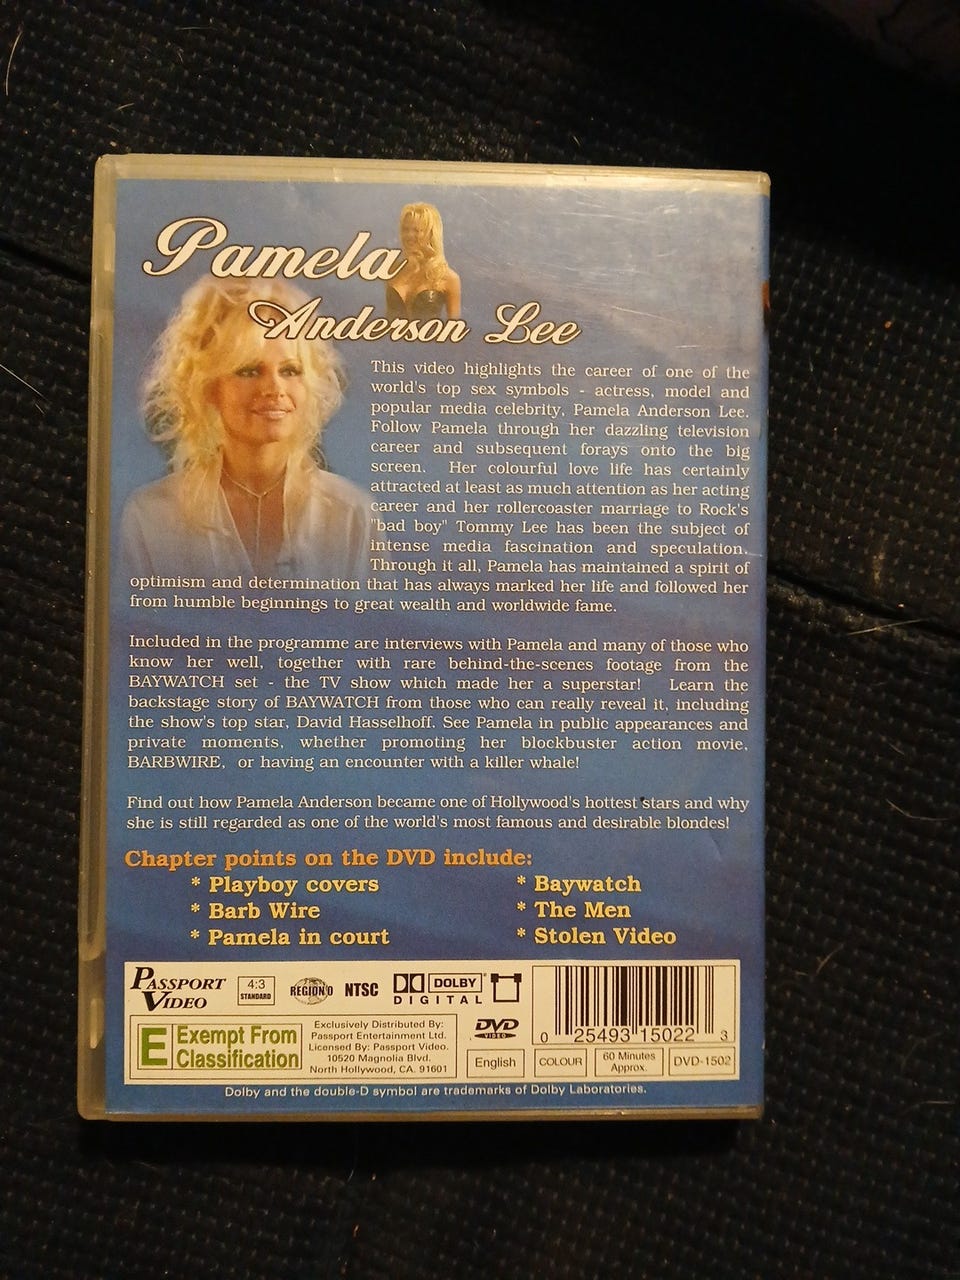 Pamela
Anderson Lee
This video highlights the career of one of the
world's top sex symbols - actress, model and
popular media celebrity, Pamela Anderson Lee.
Follow Pamela through her dazzling television
career and subsequent forays onto the big
screen. Her colourful love life has certainly
attracted at least as much attention as her acting
career and her rollercoaster marriage to Rock's
"bad boy" Tommy Lee has been the subject of
intense media fascination and speculation.
Through it all, Pamela has maintained a spirit of
optimism and determination that has always marked her life and followed her
from humble beginnings to great wealth and worldwide fame.
Included in the programme are interviews with Pamela and many of those who
know her well, together with rare behind-the-scenes footage from the
BAYWATCH set - the TV show which made her a superstar! Learn the
backstage story of BAYWATCH from those who can really reveal it, including
the show's top star, David Hasselhoff. See Pamela in public appearances and
private moments, whether promoting her blockbuster action movie,
BARBWIRE, or having an encounter with a killer whale!
Find out how Pamela Anderson became one of Hollywood's hottest stars and why
she is still regarded as one of the world's most famous and desirable blondes!
Chapter points on the DVD include:
* Playboy covers
* Barb Wire
* Pamela in court
* Baywatch
* The Men
* Stolen Video
PASSPORT
VIDEO
4:3
STANDARD
REGION 0
NTSC
DOLBY
DIGITAL
E Exempt From
Classification
Exclusively Distributed By:
Passport Entertainment Ltd.
Licensed By: Passport Video.
10520 Magnolia Blvd.
North Hollywood, CA. 91601
DVD
VIDEO
English
COLOUR
60 Minutes
Approx.
DVD-1502
0 25493 15022 3
Dolby and the double-D symbol are trademarks of Dolby Laboratories.